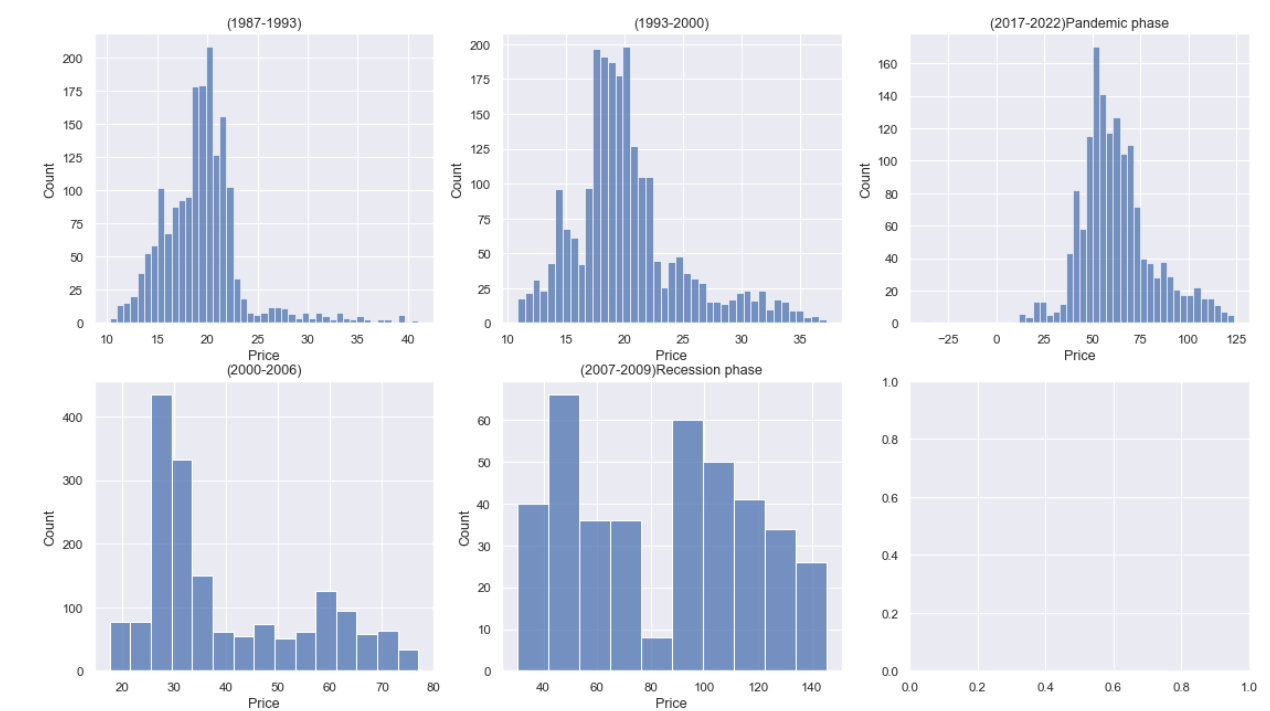 (1987-1993)
200
175
150
125
100
75
50
25
0
Count
10 15 20 25 30 35 40
Price
(1993-2000)
200
175
150
125
100
75
50
25
0
Count
10 15 20 25 30 35
Price
(2017-2022)Pandemic phase
160
140
120
100
80
60
40
20
0
Count
−25 0 25 50 75 100 125
Price
(2000-2006)
400
300
200
100
0
Count
20 30 40 50 60 70 80
Price
(2007-2009)Recession phase
60
50
40
30
20
10
0
Count
40 60 80 100 120 140
Price
1.0
0.8
0.6
0.4
0.2
0.0
0.0 0.2 0.4 0.6 0.8 1.0